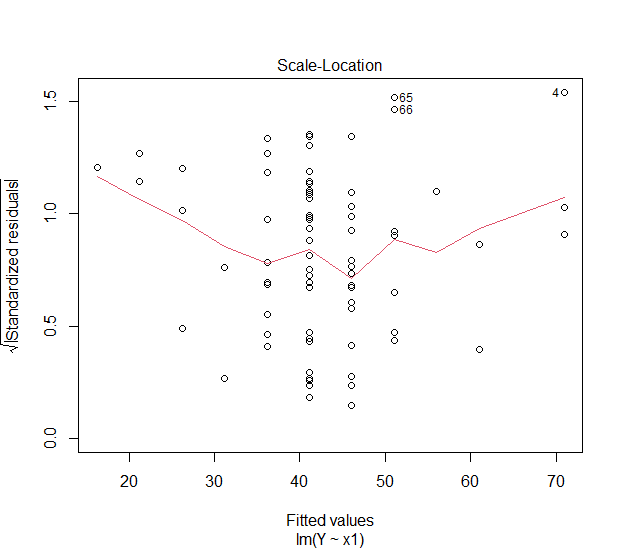 Scale-Location
√|Standardized residuals|
1.5
1.0
0.5
0.0
65
66
4
20 30 40 50 60 70
Fitted values
lm(Y ~ x1)